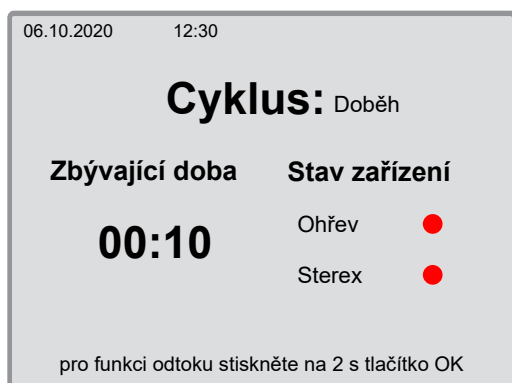 06.10.2020 12:30
Cyklus: Doběh
Zbývající doba Stav zařízení
00:10 Ohřev
Sterex
pro funkci odtoku stiskněte na 2 s tlačítko OK